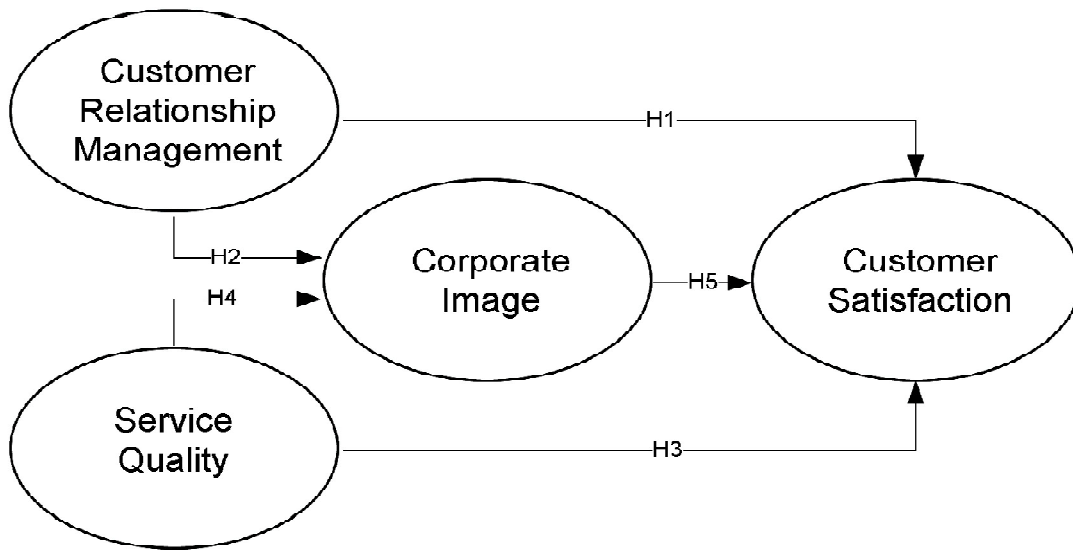 Customer
Relationship
Management
H1
H2
Corporate
Image
H5
Customer
Satisfaction
H4
Service
Quality
H3